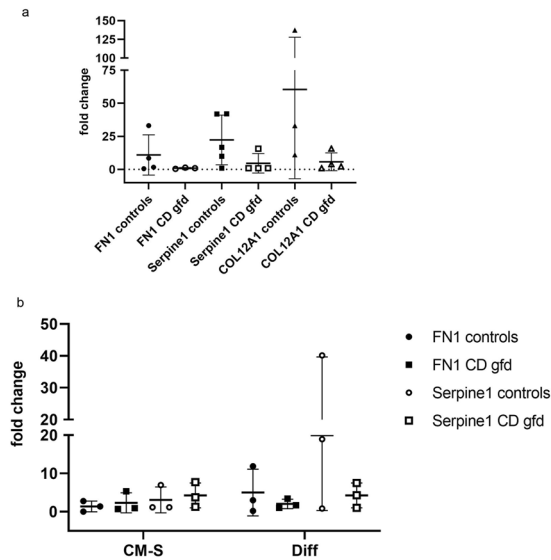 a
150
125
100
75
50
25
0
fold change
FN1 controls
FN1 CD gfd
Serpine1 controls
Serpine1 CD gfd
COL12A1 controls
COL12A1 CD gfd
b
50
40
30
20
20
10
0
fold change
CM-S
Diff
FN1 controls
FN1 CD gfd
Serpine1 controls
Serpine1 CD gfd